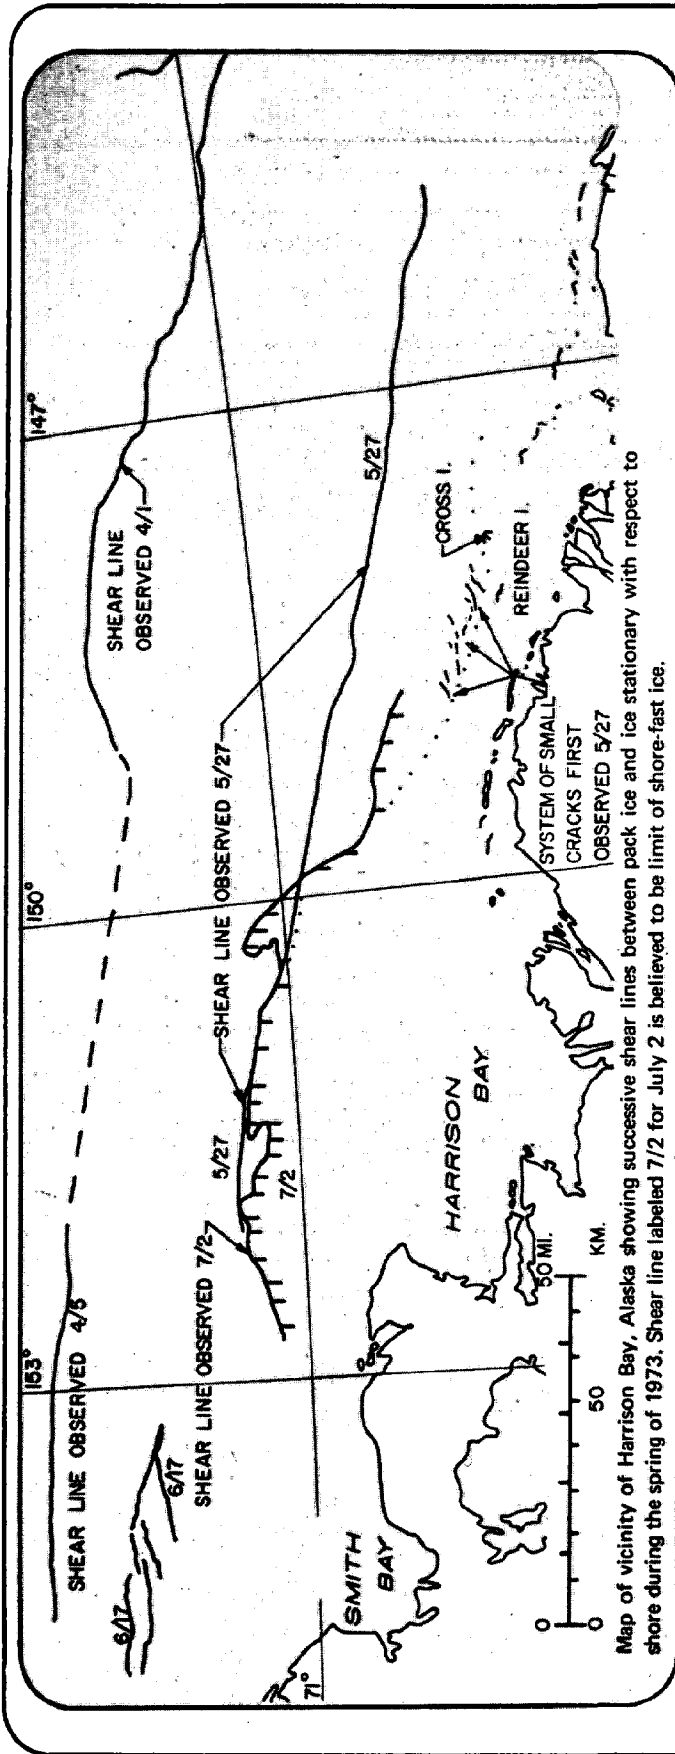 153°
150°
147°
SHEAR LINE OBSERVED 4/5
SHEAR LINE
OBSERVED 4/1
6/17
6/17
SHEAR LINE OBSERVED 7/2
5/27
SHEAR LINE OBSERVED 5/27
7/2
5/27
71°
SMITH
BAY
HARRISON
BAY
CROSS I.
REINDEER I.
SYSTEM OF SMALL
CRACKS FIRST
OBSERVED 5/27
0
50 MI.
0
50
KM.
Map of vicinity of Harrison Bay, Alaska showing successive shear lines between pack ice and ice stationary with respect to
shore during the spring of 1973. Shear line labeled 7/2 for July 2 is believed to be limit of shore-fast ice.